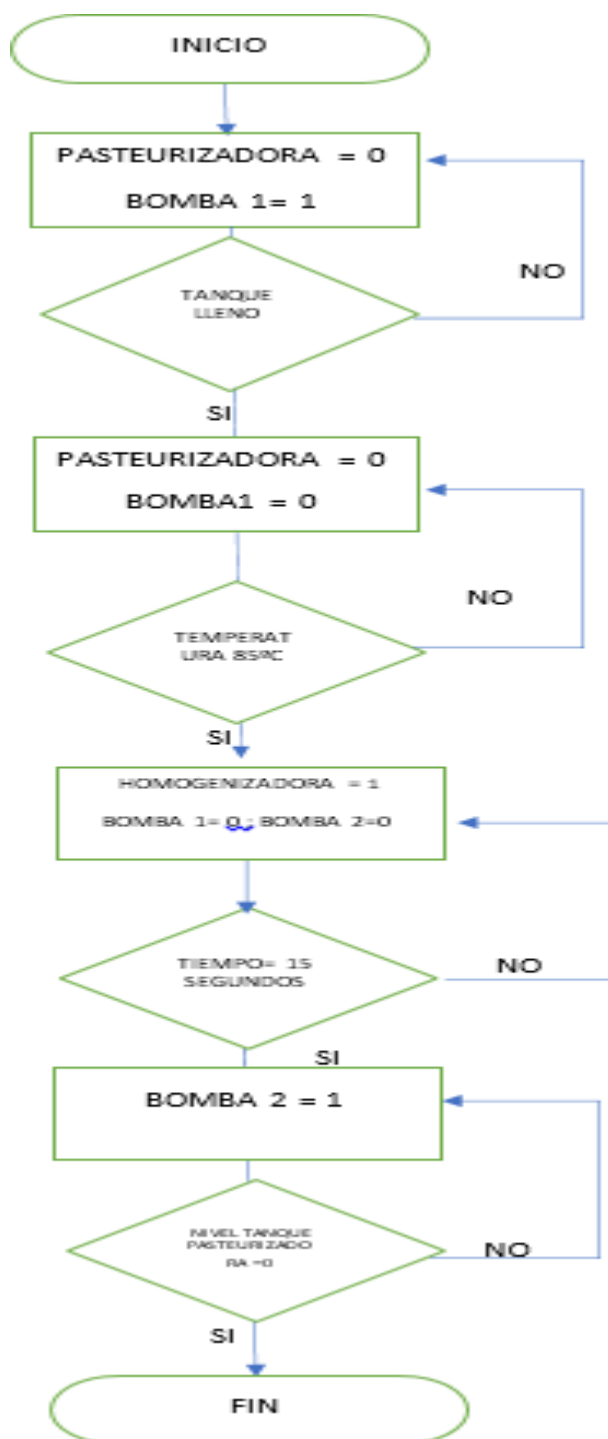 INICIO
PASTEURIZADORA = 0
BOMBA 1= 1
NO
TANQUE
LLENO
SI
PASTEURIZADORA = 0
BOMBA1 = 0
NO
TEMPERAT
URA 85ºC
SI
HOMOGENIZADORA = 1
BOMBA 1= 0 ; BOMBA 2=0
TIEMPO= 15
SEGUNDOS
NO
SI
BOMBA 2 = 1
NIVEL TANQUE
PASTEURIZADO
RA =0
NO
SI
FIN